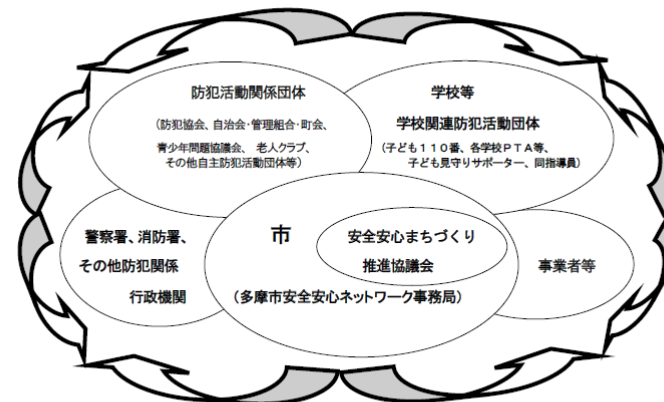 防犯活動関係団体
(防犯協会、自治会・管理組合・町会、
青少年問題協議会、 老人クラブ、
その他自主防犯活動団体等)
学校等
学校関連防犯活動団体
(子ども110番、各学校PTA等、
子ども見守りサポーター、同指導員)
警察署、消防署、
その他防犯関係
行政機関
市
安全安心まちづくり
推進協議会
(多摩市安全安心ネットワーク事務局)
事業者等